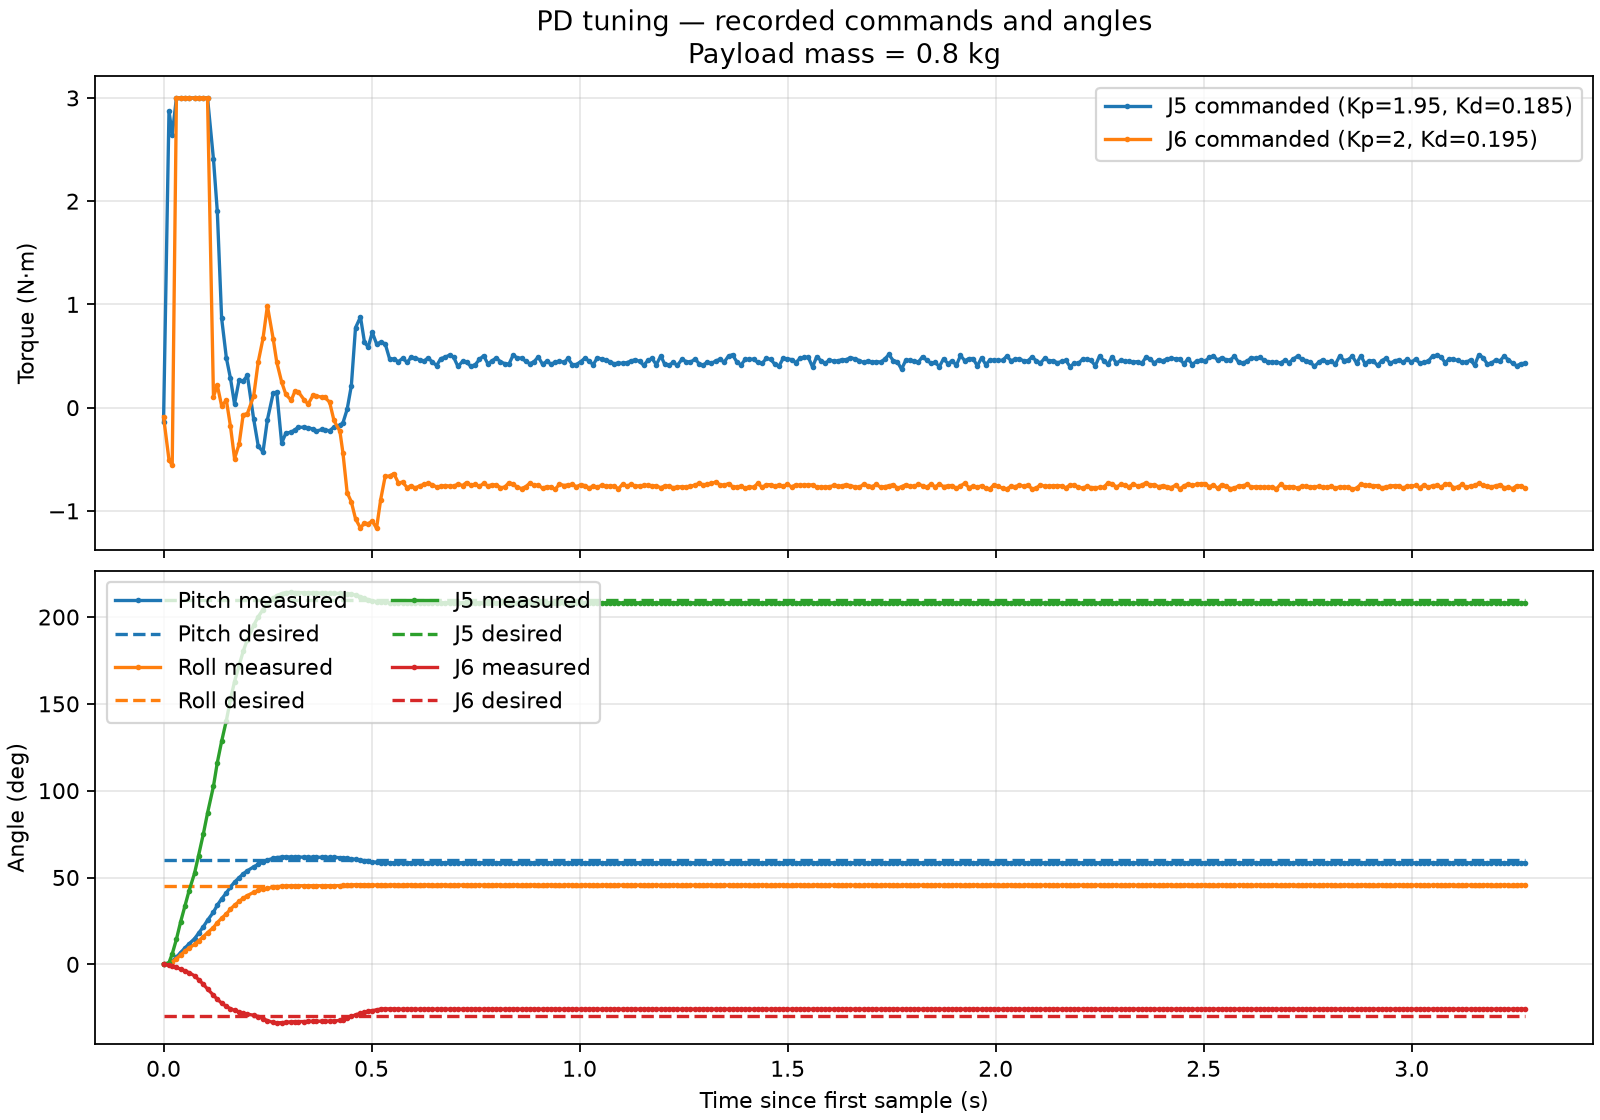 PD tuning — recorded commands and angles
Payload mass = 0.8 kg
3
2
1
0
−1
Torque (N·m)
J5 commanded (Kp=1.95, Kd=0.185)
J6 commanded (Kp=2, Kd=0.195)
200
150
100
50
0
Angle (deg)
Pitch measured
Pitch desired
Roll measured
Roll desired
J5 measured
J5 desired
J6 measured
J6 desired
0.0 0.5 1.0 1.5 2.0 2.5 3.0
Time since first sample (s)